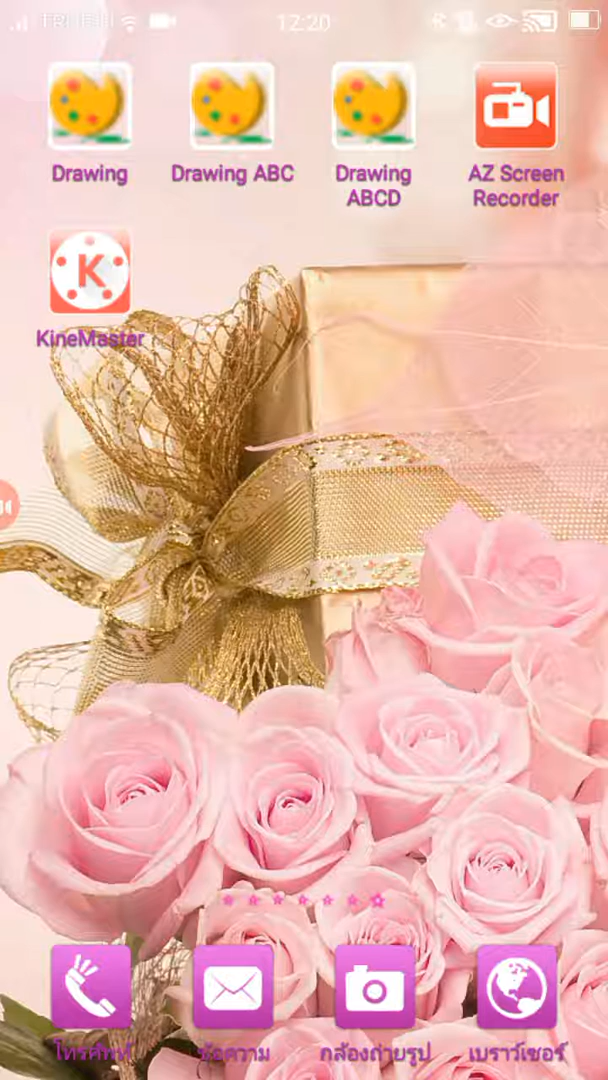 12:20
Drawing
Drawing ABC
Drawing
ABCD
AZ Screen
Recorder
K
KineMaster
โทรศัพท์
ข้อความ
กล้องถ่ายรูป
เบราว์เซอร์